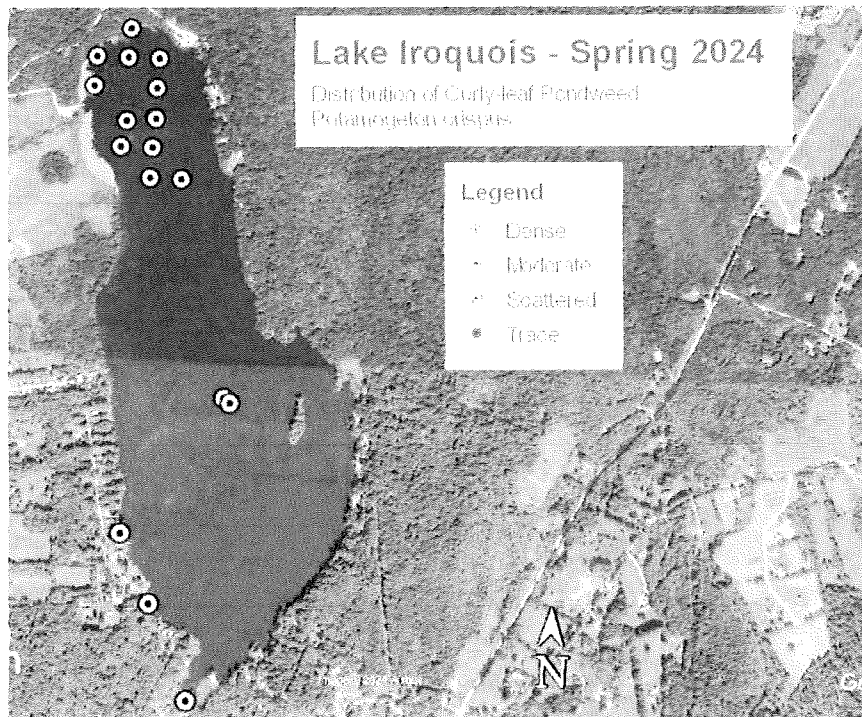 Lake Iroquois - Spring 2024
Distribution of Curly-leaf Pondweed
Potamogeton crispus
Legend
Dense
Moderate
Scattered
Trace
N